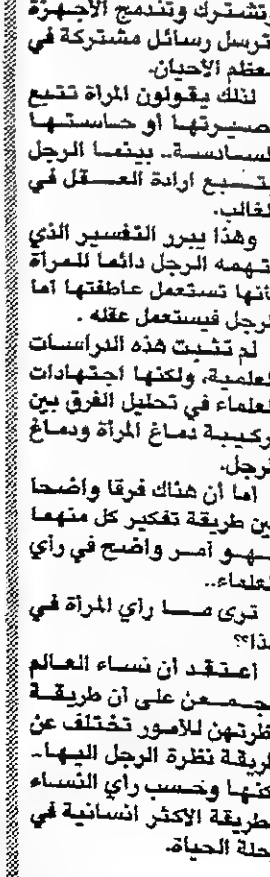 تشترك وتندمج الأجهزة
ترسل رسائل مشتركة في
معظم الأحيان.
لذلك يقولون المرأة تتبع
بصيرتها أو حاستها
السادسة.. بينما الرجل
يتبع ارادة العقل في
الغالب.
وهذا يبرر التفسير الذي
يتهمه الرجل دائما للمرأة
أنها تستعمل عاطفتها أما
الرجل فيستعمل عقله.
لم تثبت هذه الدراسات
العلمية، ولكنها اجتهادات
العلماء في تحليل الفرق بين
تركيبة دماغ المرأة ودماغ
الرجل.
أما أن هناك فرقا واضحا
بين طريقة تفكير كل منهما
فهو أمر واضح في رأي
العلماء..
ترى ما رأي المرأة في
هذا؟؟
أعتقد أن نساء العالم
يجمعن على أن طريقة
نظرتهن للأمور تختلف عن
طريقة نظرة الرجل اليها..
لكنها وحسب رأي النساء
الطريقة الأكثر انسانية في
رحلة الحياة.